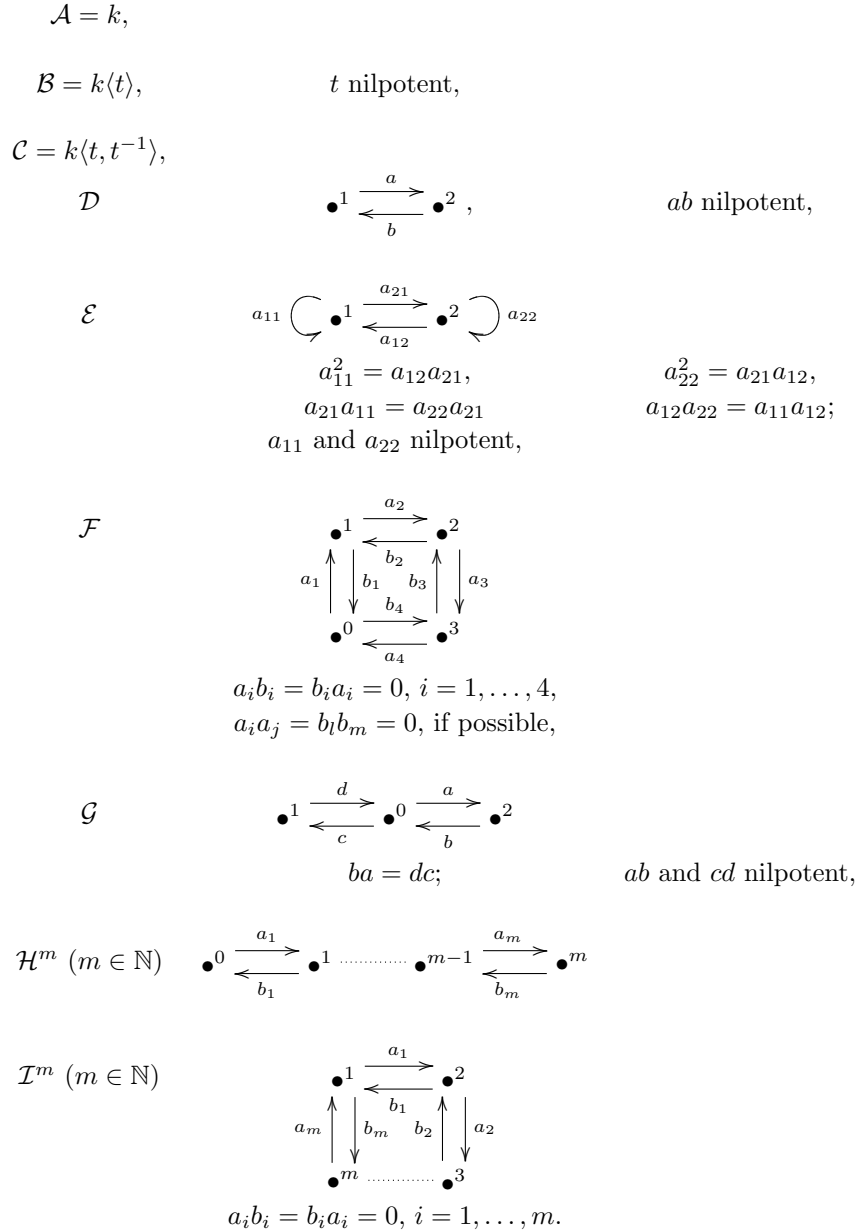 𝒜 = k,
ℬ = k⟨t⟩, t nilpotent,
𝒞 = k⟨t, t⁻¹⟩,
a
𝒟 •¹ •² , ab nilpotent,
b
a₂₁
ℰ a₁₁ •¹ •² a₂₂
a₁₂
a₁₁² = a₁₂a₂₁, a₂₂² = a₂₁a₁₂,
a₂₁a₁₁ = a₂₂a₂₁ a₁₂a₂₂ = a₁₁a₁₂;
a₁₁ and a₂₂ nilpotent,
a₂
ℱ •¹ •²
b₂
a₁ b₁ b₃ a₃
b₄
•⁰ •³
a₄
aᵢbᵢ = bᵢaᵢ = 0, i = 1, . . . , 4,
aᵢaⱼ = bₗbₘ = 0, if possible,
d a
𝒢 •¹ •⁰ •²
c b
ba = dc; ab and cd nilpotent,
a₁ aₘ
ℋᵐ (m ∈ ℕ) •⁰ •¹ •ᵐ⁻¹ •ᵐ
b₁ bₘ
a₁
ℐᵐ (m ∈ ℕ) •¹ •²
b₁
aₘ bₘ b₂ a₂
•ᵐ •³
aᵢbᵢ = bᵢaᵢ = 0, i = 1, . . . , m.